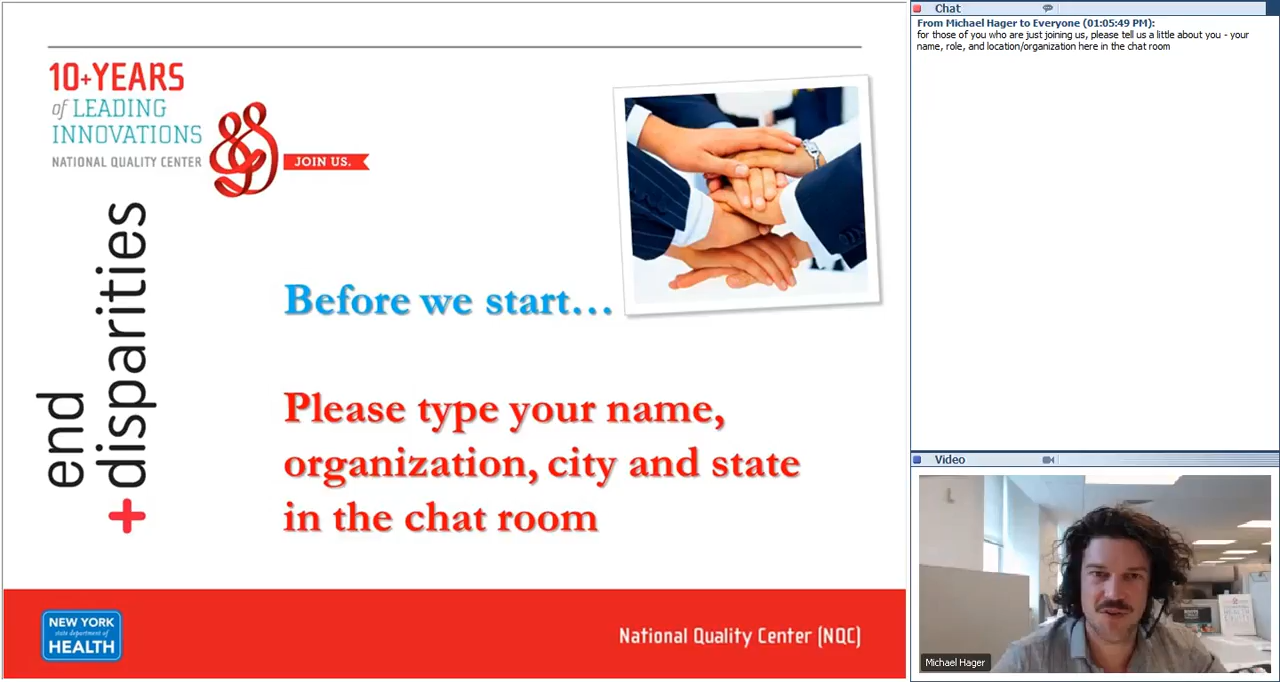 10+YEARS
of LEADING
INNOVATIONS
NATIONAL QUALITY CENTER
JOIN US.
end
+disparities
Before we start...
Please type your name,
organization, city and state
in the chat room
NEW YORK
state department of
HEALTH
National Quality Center (NQC)
Chat
From Michael Hager to Everyone (01:05:49 PM):
for those of you who are just joining us, please tell us a little about you - your
name, role, and location/organization here in the chat room
Video
Michael Hager